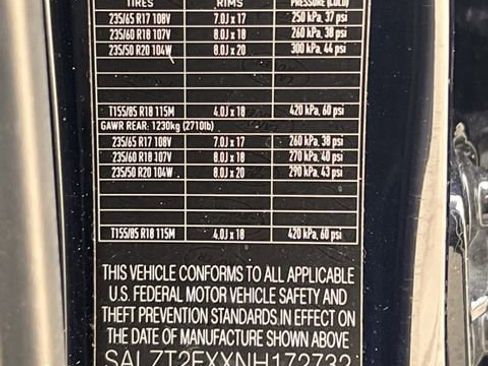 TIRES RIMS PRESSURE (COLD)
235/65 R17 108V 7.0J x 17 250 kPa, 37 psi
235/60 R18 107V 8.0J x 18 260 kPa, 38 psi
235/50 R20 104W 8.0J x 20 300 kPa, 44 psi
T155/85 R18 115M 4.0J x 18 420 kPa, 60 psi
GAWR REAR: 1230kg (2710lb)
235/65 R17 108V 7.0J x 17 260 kPa, 38 psi
235/60 R18 107V 8.0J x 18 270 kPa, 40 psi
235/50 R20 104W 8.0J x 20 290 kPa, 43 psi
T155/85 R18 115M 4.0J x 18 420 kPa, 60 psi
THIS VEHICLE CONFORMS TO ALL APPLICABLE
U.S. FEDERAL MOTOR VEHICLE SAFETY AND
THEFT PREVENTION STANDARDS.IN EFFECT ON
THE DATE OF MANUFACTURE SHOWN ABOVE
SALZT2FXXNH172732